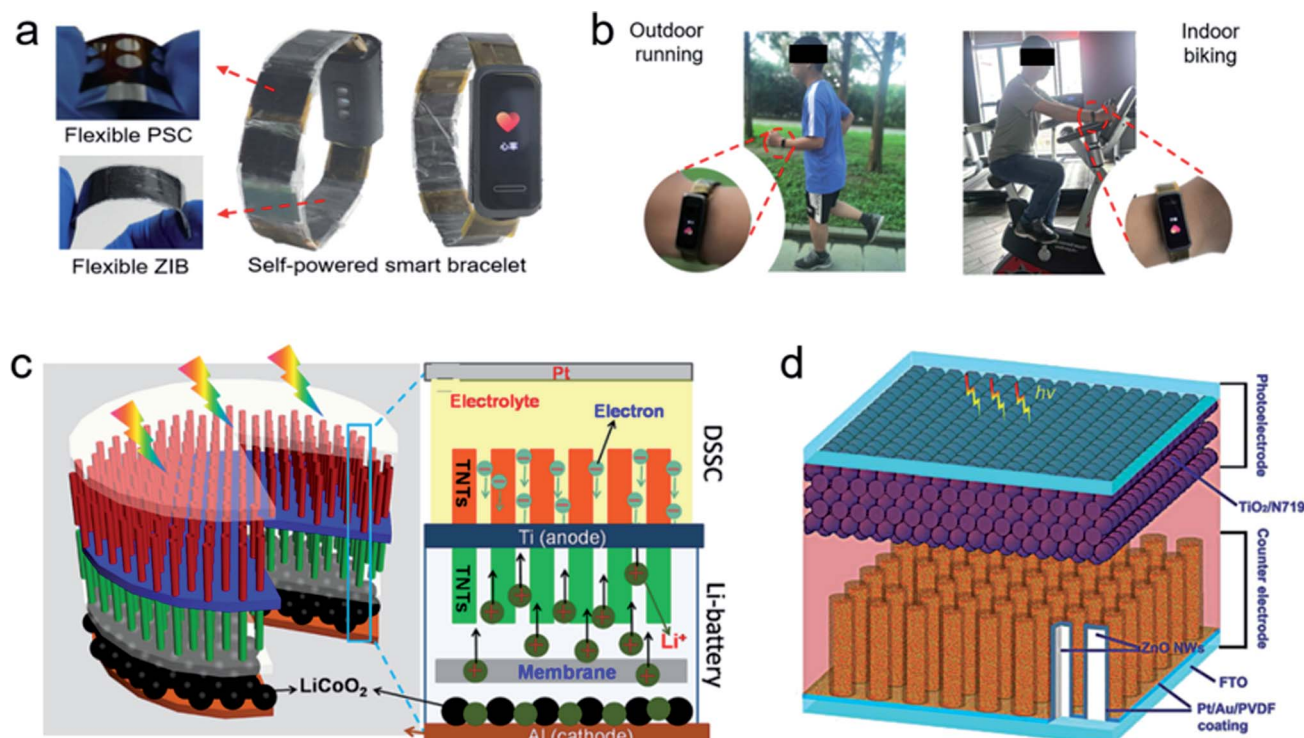 a
Flexible PSC
Flexible ZIB
心率
Self-powered smart bracelet
b
Outdoor
running
Indoor
biking
c
Pt
Electrolyte
Electron
TNTs
DSSC
Ti (anode)
TNTs
Li⁺
Membrane
Li-battery
LiCoO₂
Al (cathode)
d
hν
Photoelectrode
TiO₂/N719
Counter electrode
ZnO NWs
FTO
Pt/Au/PVDF
coating